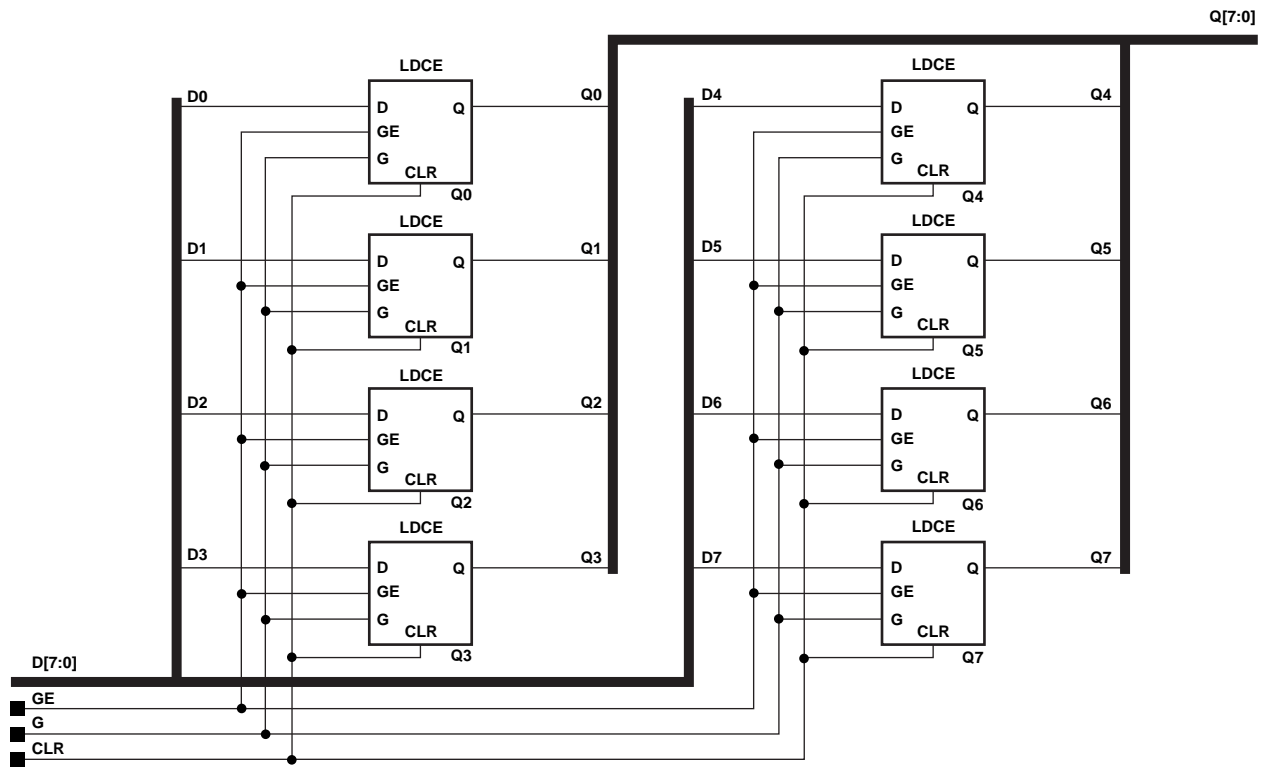 Q[7:0]
LDCE
D0
D
Q
GE
G
CLR
Q0
Q0
LDCE
D1
D
Q
GE
G
CLR
Q1
Q1
LDCE
D2
D
Q
GE
G
CLR
Q2
Q2
LDCE
D3
D
Q
GE
G
CLR
Q3
Q3
LDCE
D4
D
Q
GE
G
CLR
Q4
Q4
LDCE
D5
D
Q
GE
G
CLR
Q5
Q5
LDCE
D6
D
Q
GE
G
CLR
Q6
Q6
LDCE
D7
D
Q
GE
G
CLR
Q7
Q7
D[7:0]
GE
G
CLR